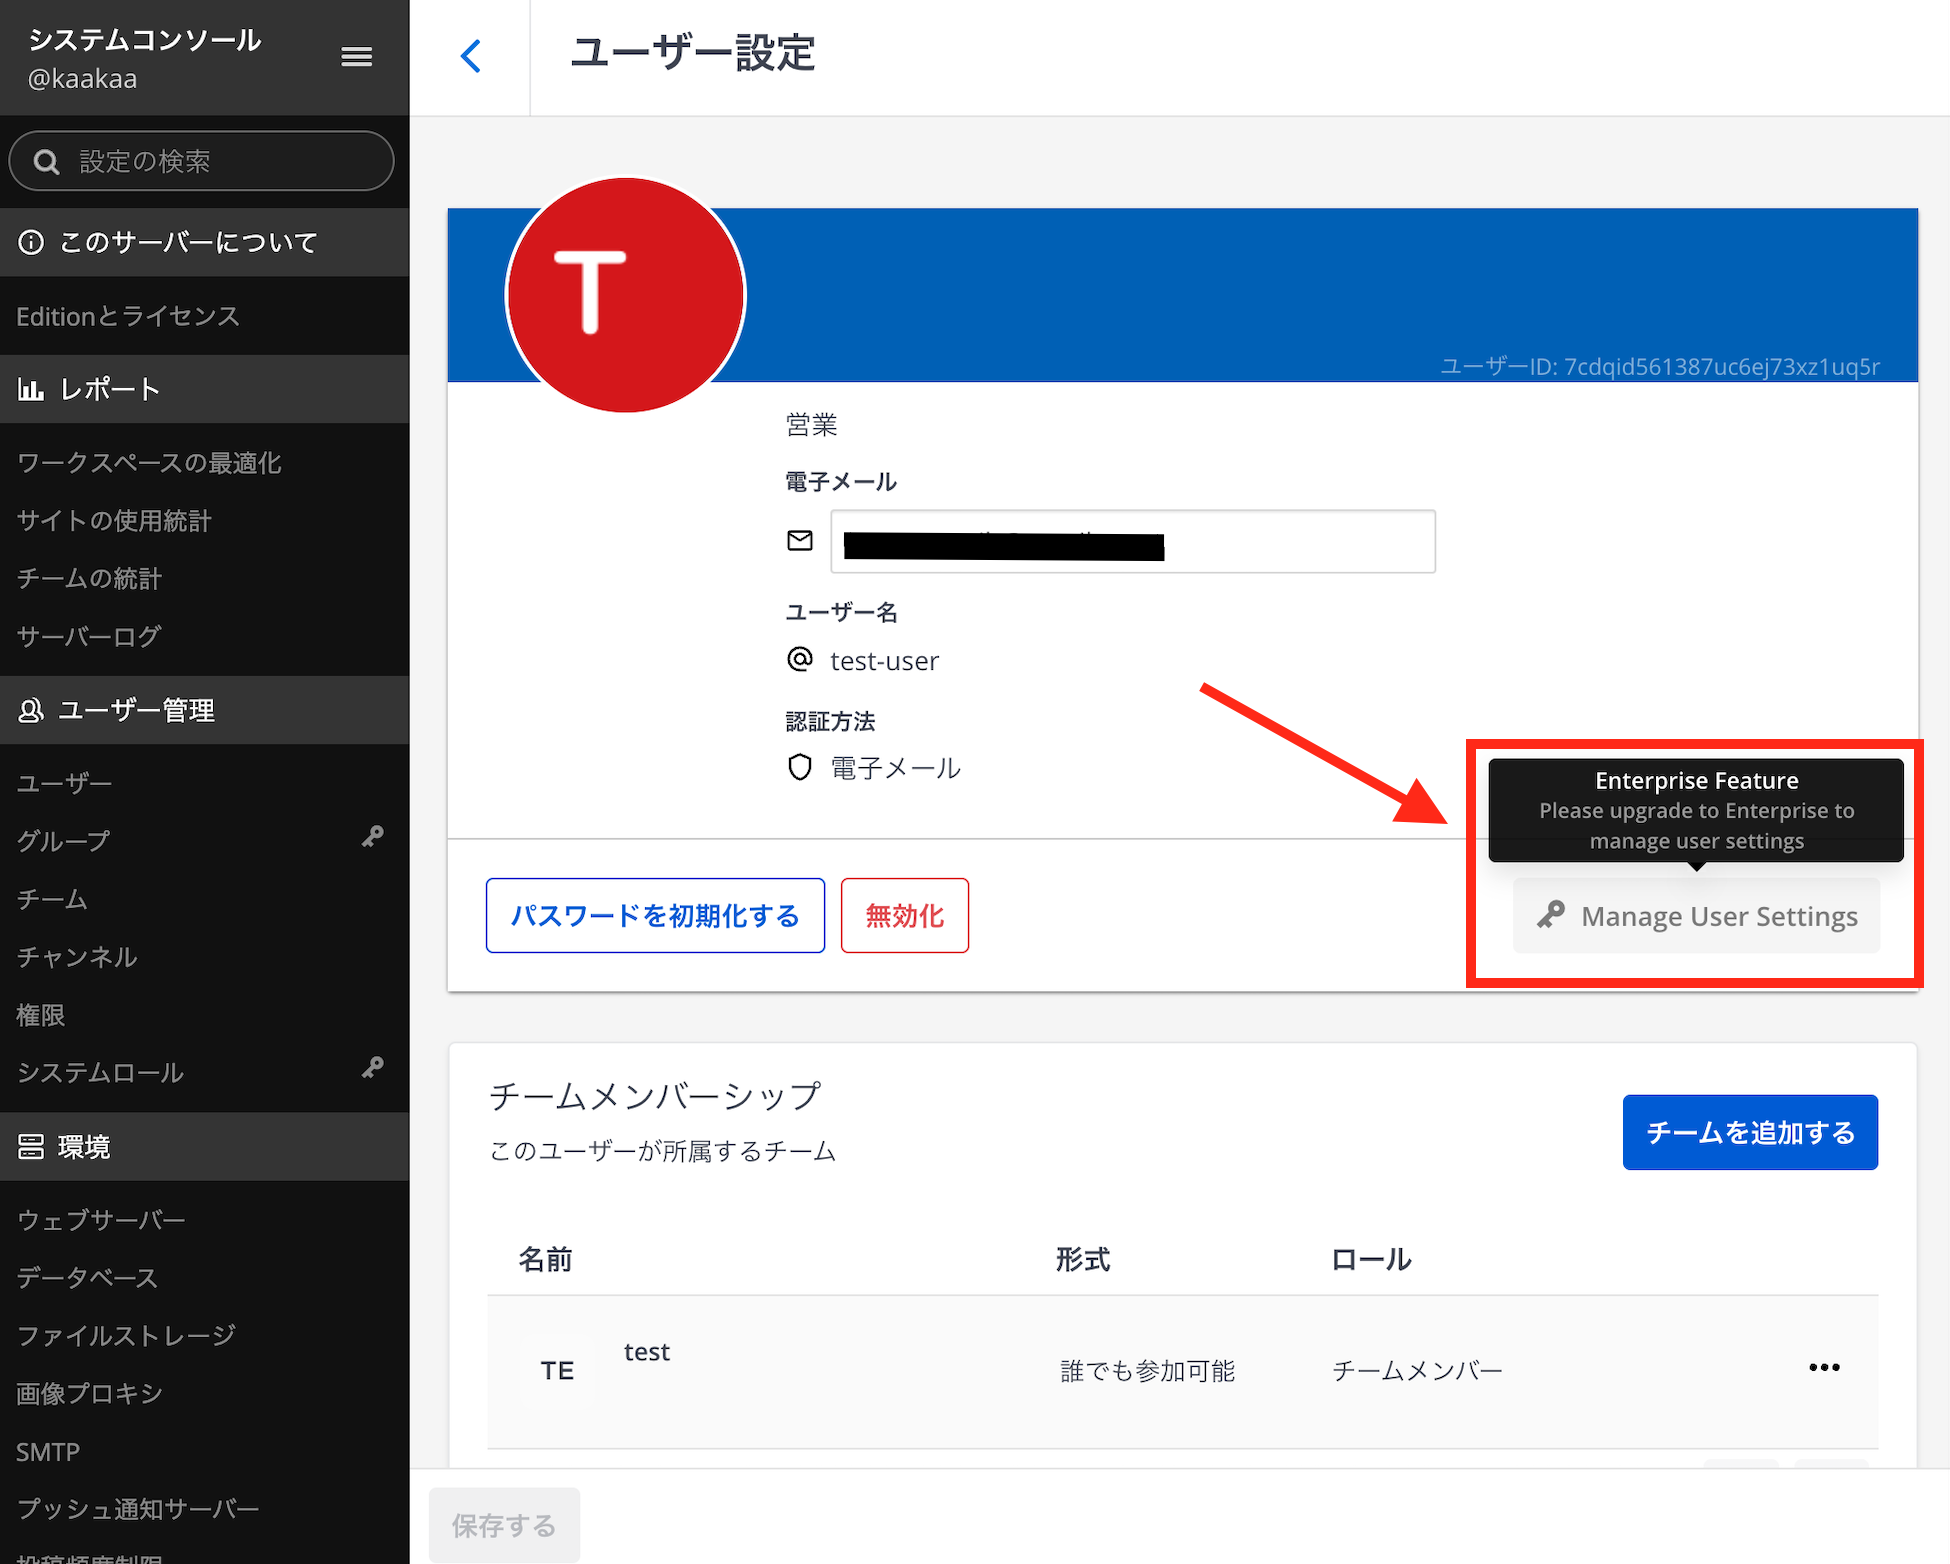 システムコンソール
@kaakaa
設定の検索
このサーバーについて
Editionとライセンス
レポート
ワークスペースの最適化
サイトの使用統計
チームの統計
サーバーログ
ユーザー管理
ユーザー
グループ
チーム
チャンネル
権限
システムロール
環境
ウェブサーバー
データベース
ファイルストレージ
画像プロキシ
SMTP
プッシュ通知サーバー
投稿頻度制限
ユーザー設定
T
ユーザーID: 7cdqid561387uc6ej73xz1uq5r
営業
電子メール
ユーザー名
test-user
認証方法
電子メール
Enterprise Feature
Please upgrade to Enterprise to
manage user settings
パスワードを初期化する
無効化
Manage User Settings
チームメンバーシップ
このユーザーが所属するチーム
チームを追加する
名前 形式 ロール
TE test 誰でも参加可能 チームメンバー
保存する